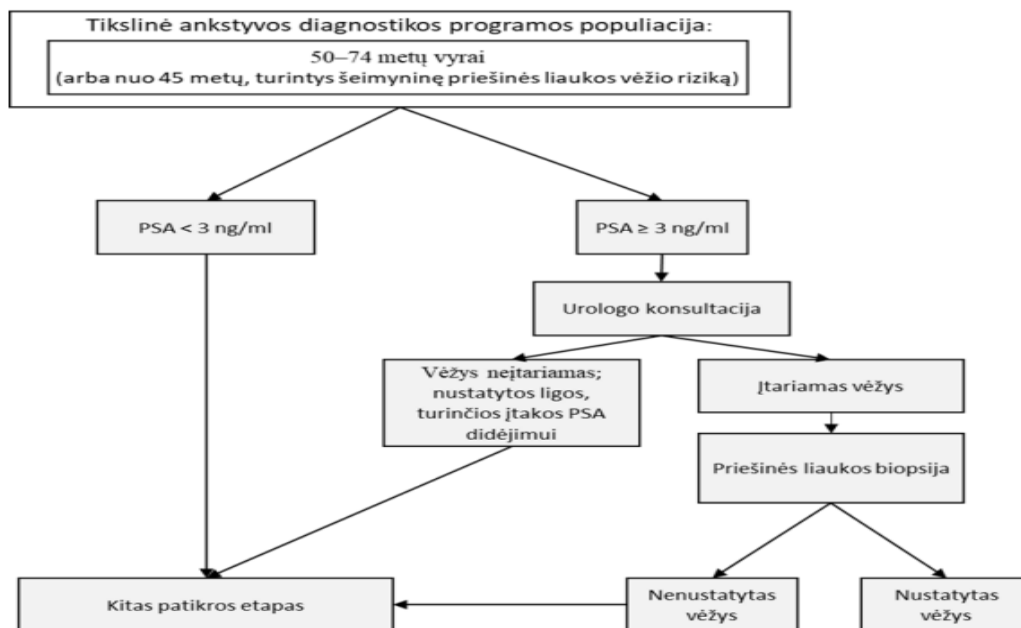 Tikslinė ankstyvos diagnostikos programos populiacija:
50–74 metų vyrai
(arba nuo 45 metų, turintys šeimyninę priešinės liaukos vėžio riziką)
PSA < 3 ng/ml
PSA ≥ 3 ng/ml
Urologo konsultacija
Vėžys neįtariamas;
nustatytos ligos,
turinčios įtakos PSA
didėjimui
Įtariamas vėžys
Priešinės liaukos biopsija
Kitas patikros etapas
Nenustatytas
vėžys
Nustatytas
vėžys